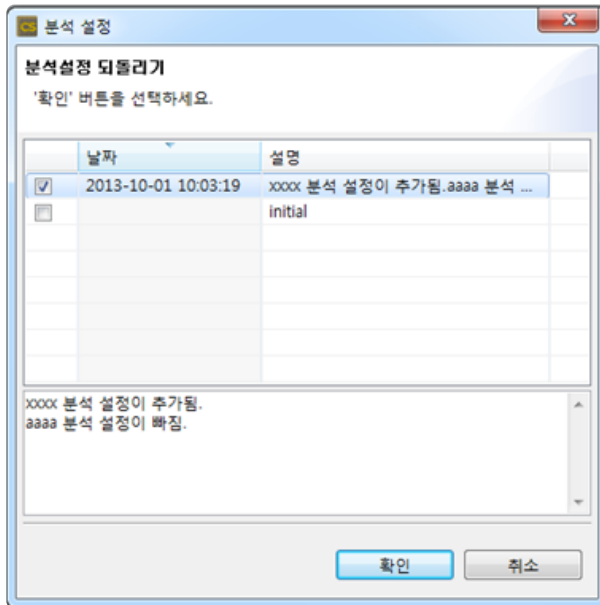 CS 분석 설정
분석설정 되돌리기
'확인' 버튼을 선택하세요.
날짜 설명
2013-10-01 10:03:19 xxxx 분석 설정이 추가됨.aaaa 분석 ...
initial
xxxx 분석 설정이 추가됨.
aaaa 분석 설정이 빠짐.
확인 취소